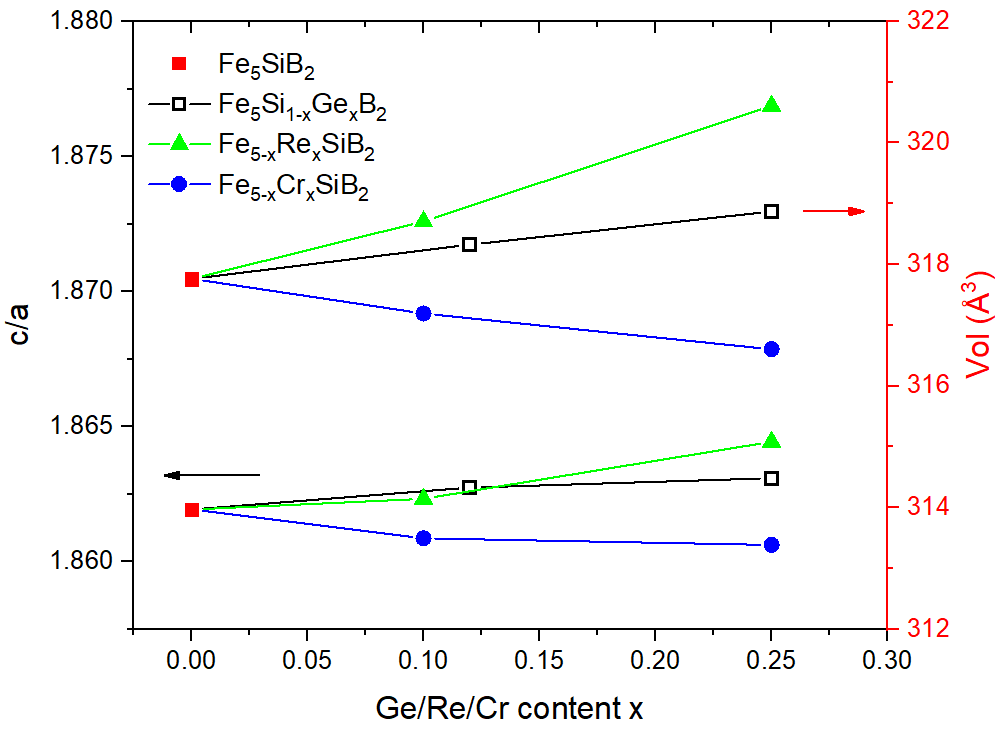 1.880
1.875
1.870
1.865
1.860
c/a
Fe5SiB2
Fe5Si1-xGexB2
Fe5-xRexSiB2
Fe5-xCrxSiB2
322
320
318
316
314
312
Vol (Å3)
0.00 0.05 0.10 0.15 0.20 0.25 0.30
Ge/Re/Cr content x